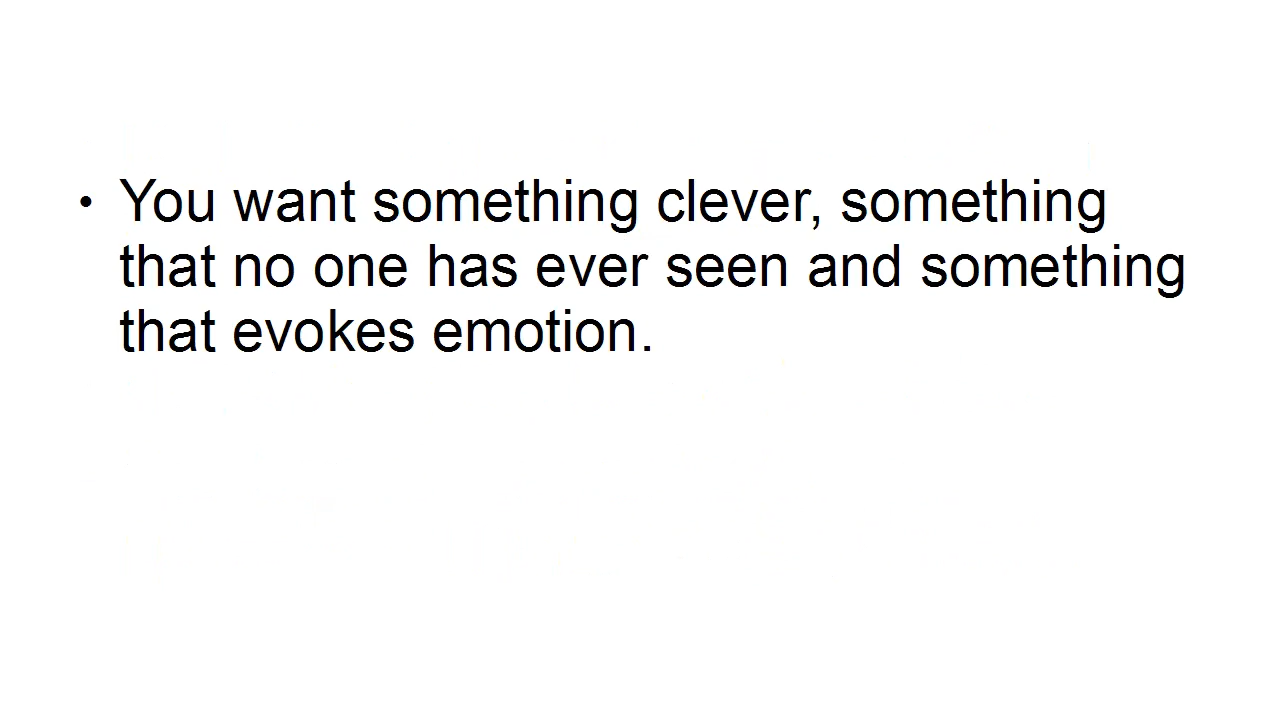 • You want something clever, something
that no one has ever seen and something
that evokes emotion.